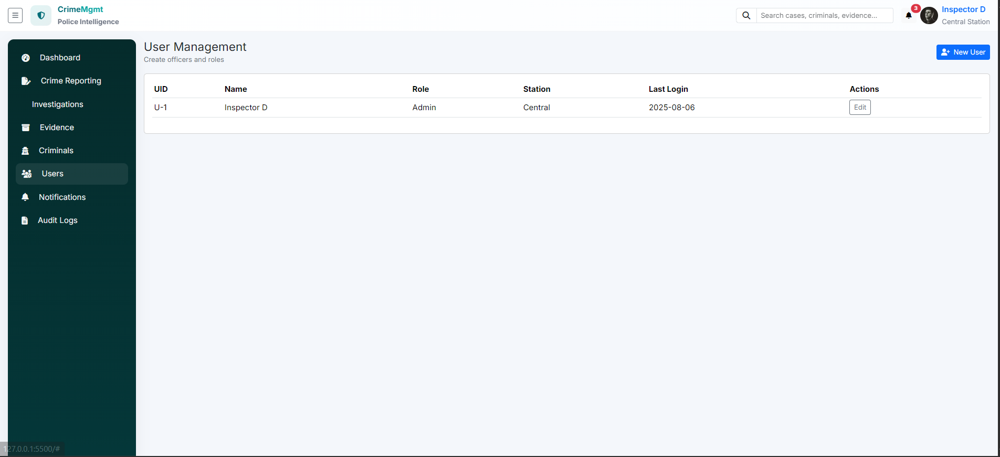 CrimeMgmt
Police Intelligence
Search cases, criminals, evidence...
3
Inspector D
Central Station
Dashboard
Crime Reporting
Investigations
Evidence
Criminals
Users
Notifications
Audit Logs
User Management
Create officers and roles
New User
UID Name Role Station Last Login Actions
U-1 Inspector D Admin Central 2025-08-06 Edit
127.0.0.1:5500/#